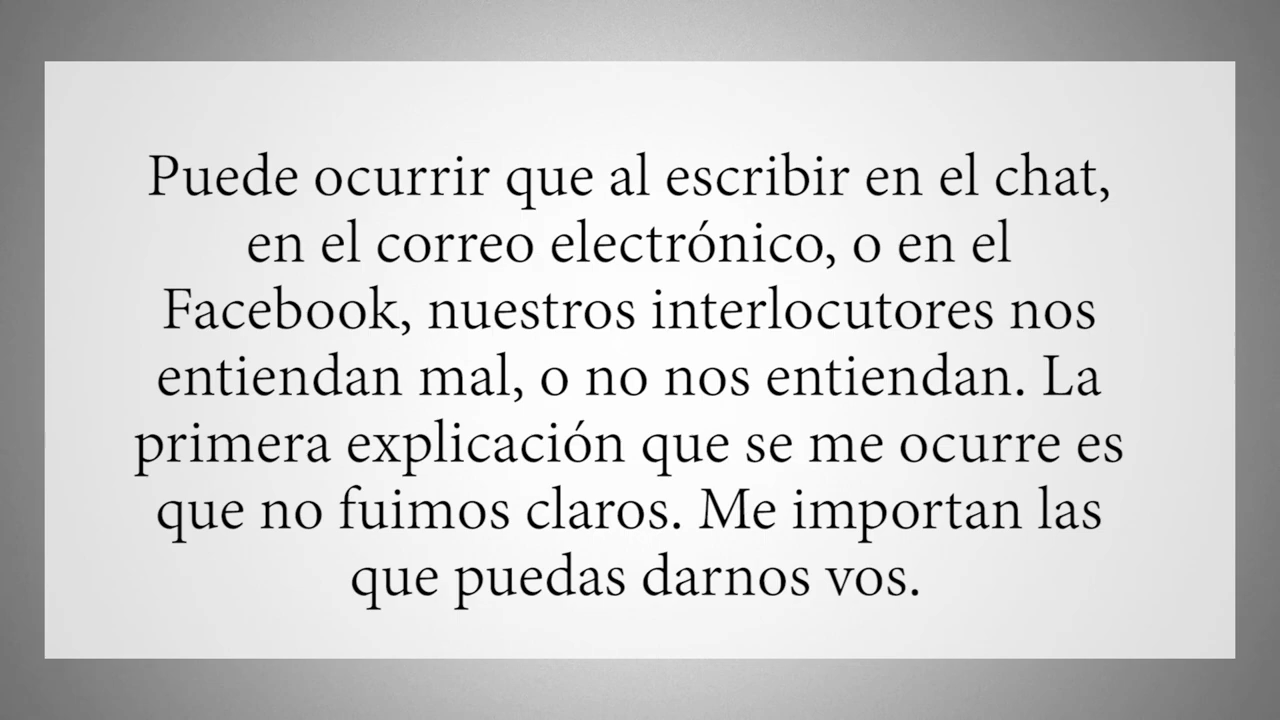 Puede ocurrir que al escribir en el chat,
en el correo electrónico, o en el
Facebook, nuestros interlocutores nos
entiendan mal, o no nos entiendan. La
primera explicación que se me ocurre es
que no fuimos claros. Me importan las
que puedas darnos vos.